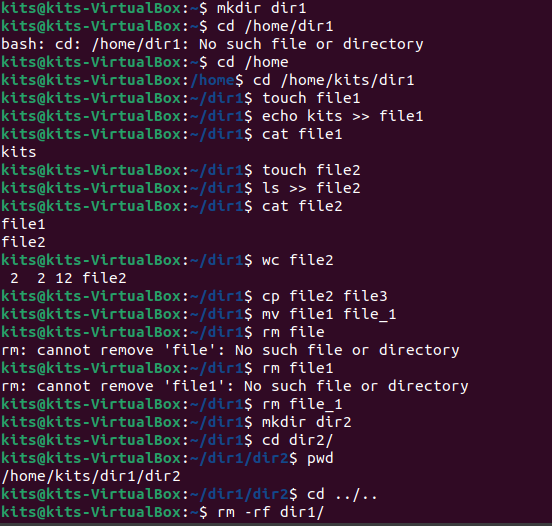 kits@kits-VirtualBox:~$ mkdir dir1
kits@kits-VirtualBox:~$ cd /home/dir1
bash: cd: /home/dir1: No such file or directory
kits@kits-VirtualBox:~$ cd /home
kits@kits-VirtualBox:/home$ cd /home/kits/dir1
kits@kits-VirtualBox:~/dir1$ touch file1
kits@kits-VirtualBox:~/dir1$ echo kits >> file1
kits@kits-VirtualBox:~/dir1$ cat file1
kits
kits@kits-VirtualBox:~/dir1$ touch file2
kits@kits-VirtualBox:~/dir1$ ls >> file2
kits@kits-VirtualBox:~/dir1$ cat file2
file1
file2
kits@kits-VirtualBox:~/dir1$ wc file2
 2  2 12 file2
kits@kits-VirtualBox:~/dir1$ cp file2 file3
kits@kits-VirtualBox:~/dir1$ mv file1 file_1
kits@kits-VirtualBox:~/dir1$ rm file
rm: cannot remove 'file': No such file or directory
kits@kits-VirtualBox:~/dir1$ rm file1
rm: cannot remove 'file1': No such file or directory
kits@kits-VirtualBox:~/dir1$ rm file_1
kits@kits-VirtualBox:~/dir1$ mkdir dir2
kits@kits-VirtualBox:~/dir1$ cd dir2/
kits@kits-VirtualBox:~/dir1/dir2$ pwd
/home/kits/dir1/dir2
kits@kits-VirtualBox:~/dir1/dir2$ cd ../..
kits@kits-VirtualBox:~$ rm -rf dir1/